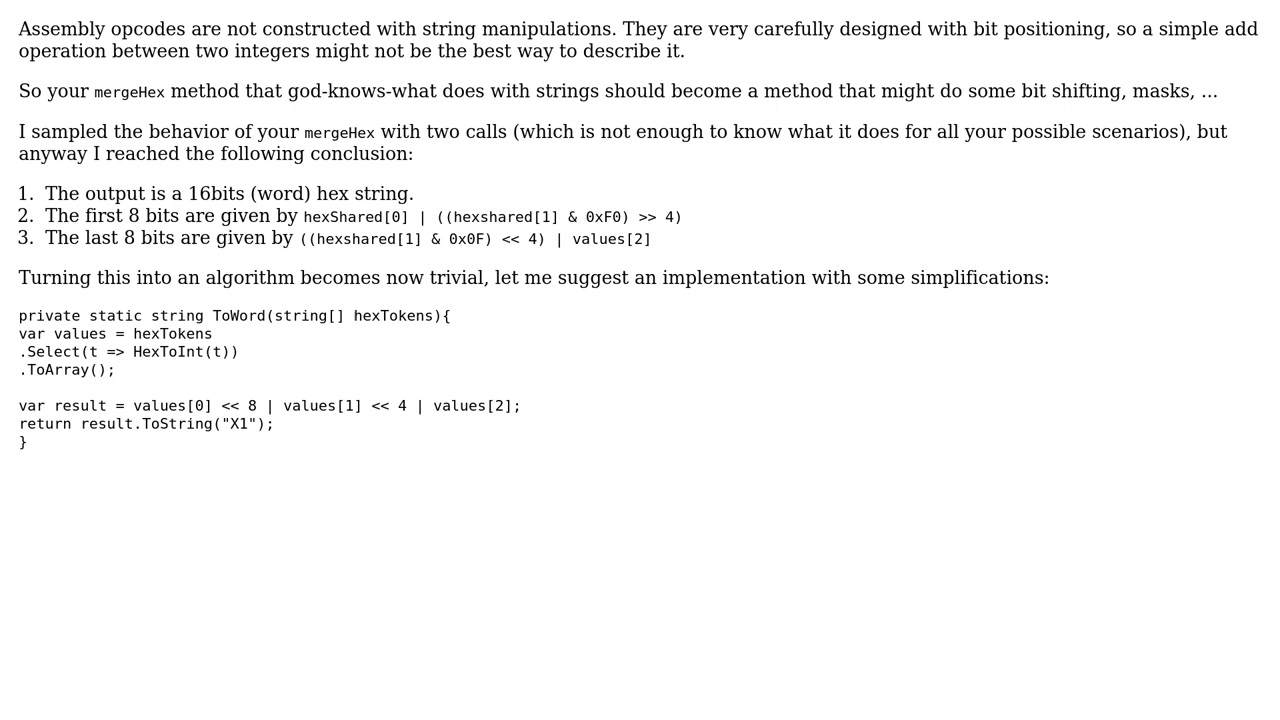 Assembly opcodes are not constructed with string manipulations. They are very carefully designed with bit positioning, so a simple add
operation between two integers might not be the best way to describe it.
So your mergeHex method that god-knows-what does with strings should become a method that might do some bit shifting, masks, ...
I sampled the behavior of your mergeHex with two calls (which is not enough to know what it does for all your possible scenarios), but
anyway I reached the following conclusion:
1. The output is a 16bits (word) hex string.
2. The first 8 bits are given by hexShared[0] | ((hexshared[1] & 0xF0) >> 4)
3. The last 8 bits are given by ((hexshared[1] & 0x0F) << 4) | values[2]
Turning this into an algorithm becomes now trivial, let me suggest an implementation with some simplifications:
private static string ToWord(string[] hexTokens){
var values = hexTokens
.Select(t => HexToInt(t))
.ToArray();
var result = values[0] << 8 | values[1] << 4 | values[2];
return result.ToString("X1");
}